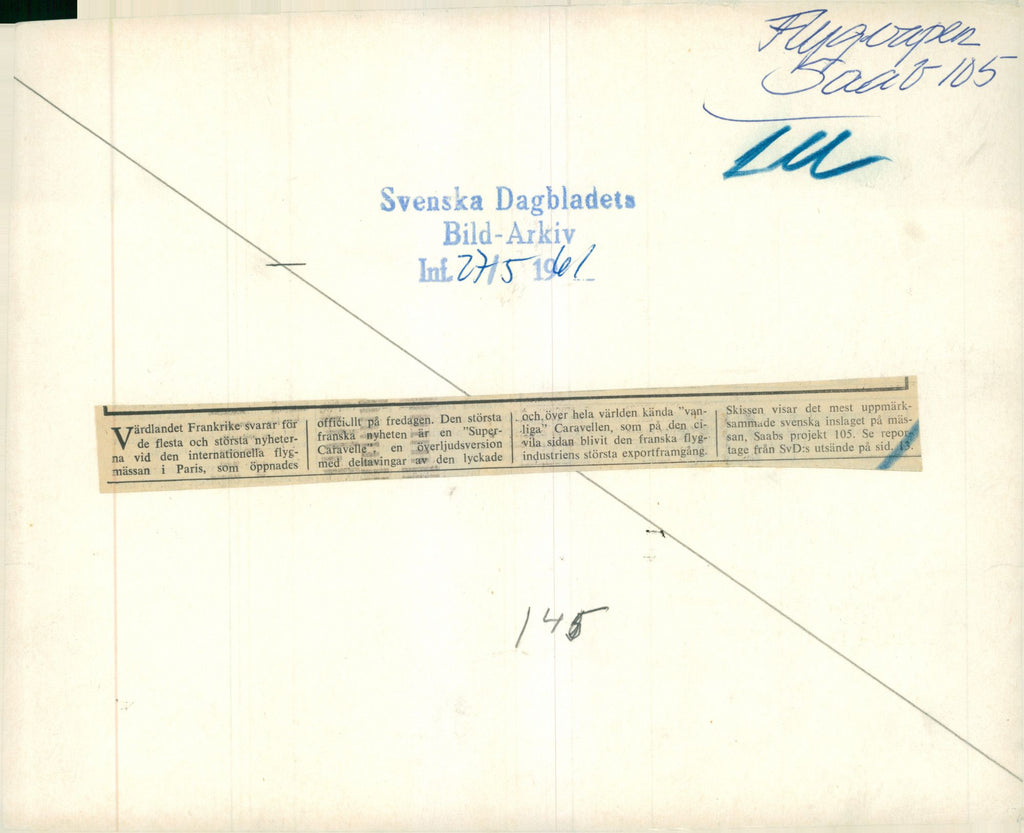 Flygvapen
Saab 105
Svenska Dagbladets
Bild-Arkiv
Inf. 27/5 1961
Värdlandet Frankrike svarar för
de flesta och största nyheter-
na vid den internationella flyg-
mässan i Paris, som öppnades
officiellt på fredagen. Den största
franska nyheten är en "Super-
Caravelle", en överljudsversion
med deltavingar av den lyckade
och över hela världen kända "van-
liga" Caravellen, som på den ci-
vila sidan blivit den franska flyg-
industriens största exportframgång.
Skissen visar det mest uppmärk-
sammade svenska inslaget på mäs-
san, Saabs projekt 105. Se repor-
tage från SvD:s utsände på sid. 13.
145